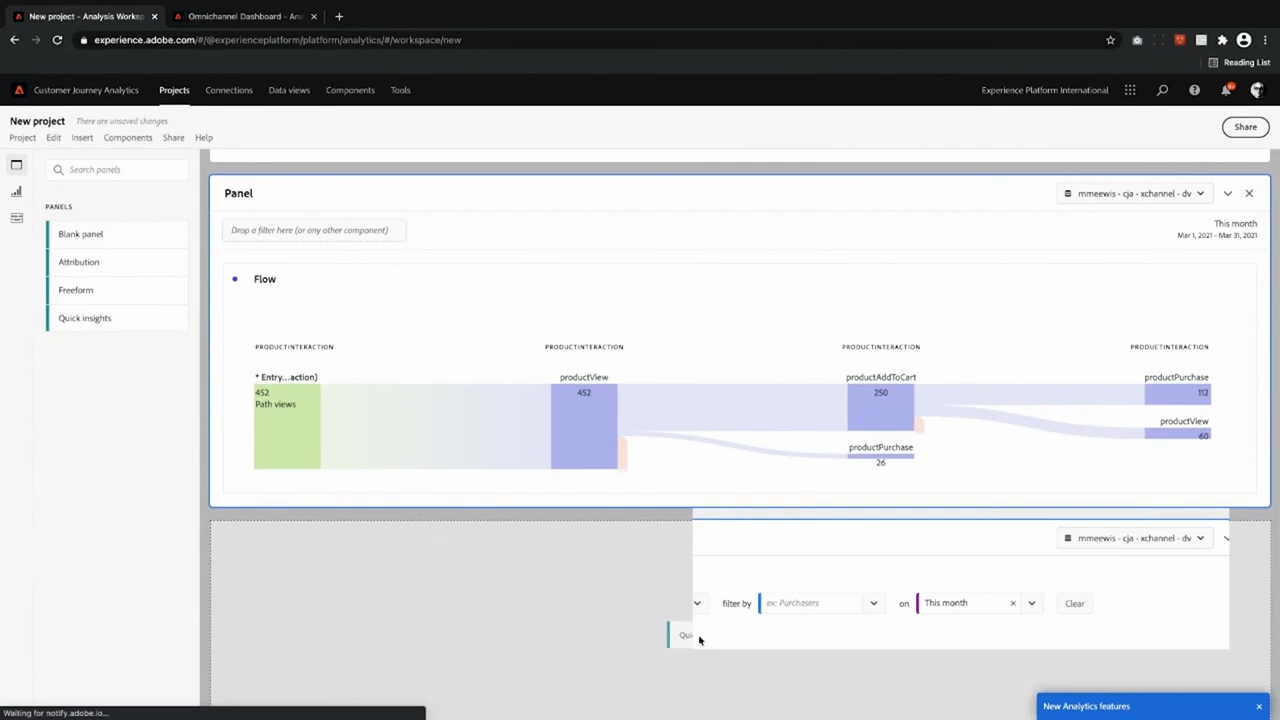 New project - Analysis Worksp
Omnichannel Dashboard - Ana
experience.adobe.com/#/@experienceplatform/platform/analytics/#/workspace/new
Reading List
Customer Journey Analytics
Projects
Connections
Data views
Components
Tools
Experience Platform International
New project
There are unsaved changes
Project
Edit
Insert
Components
Share
Help
Share
Search panels
PANELS
Blank panel
Attribution
Freeform
Quick insights
Panel
mmeewis - cja - xchannel - dv
Drop a filter here (or any other component)
This month
Mar 1, 2021 - Mar 31, 2021
Flow
PRODUCTINTERACTION
PRODUCTINTERACTION
PRODUCTINTERACTION
PRODUCTINTERACTION
* Entry...action)
452
Path views
productView
452
productAddToCart
250
productPurchase
26
productPurchase
112
productView
60
mmeewis - cja - xchannel - dv
filter by
ex: Purchasers
on
This month
Clear
Qui
Waiting for notify.adobe.io...
New Analytics features